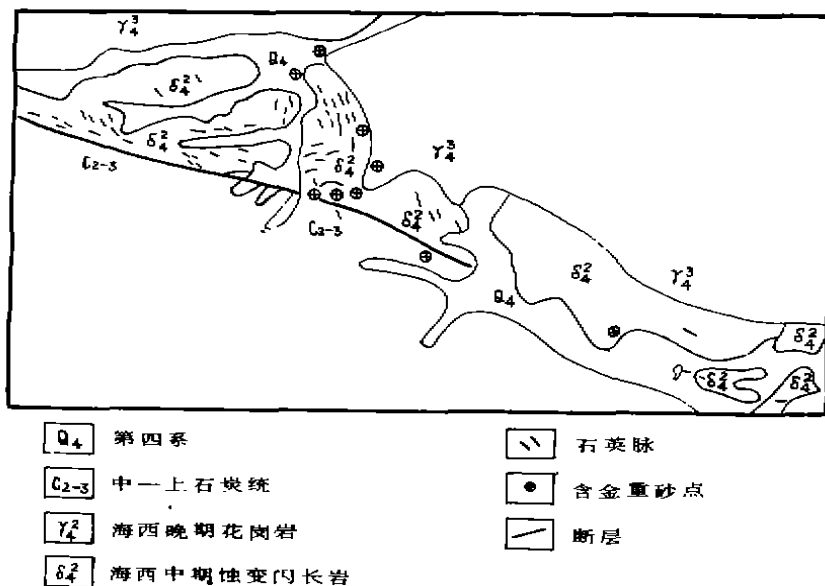 γ₄³
Q₄
δ₄²
δ₄²
C₂₋₃
δ₄²
γ₄³
C₂₋₃
δ₄²
δ₄²
γ₄³
Q₄
δ₄²
δ₄²
δ₄²
Q₄ 第四系
C₂₋₃ 中一上石炭统
γ₄² 海西晚期花岗岩
δ₄² 海西中期蚀变闪长岩
石英脉
含金重砂点
断层